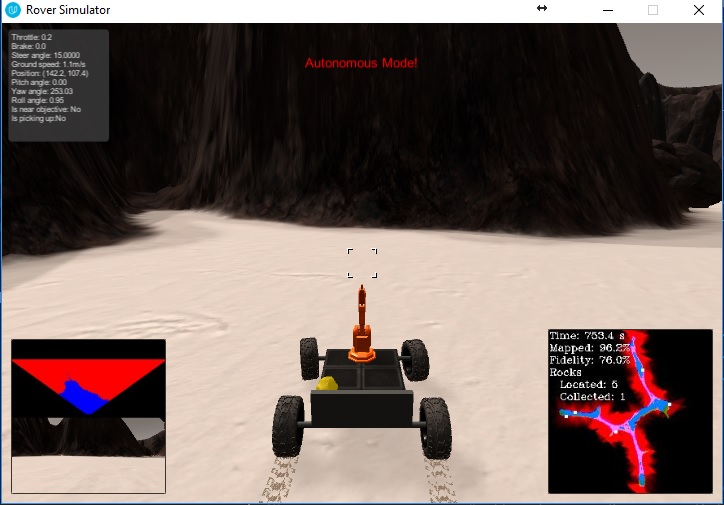 Rover Simulator
Throttle: 0.2
Brake: 0.0
Steer angle: 15.0000
Ground speed: 1.1m/s
Position: (142.2, 107.4)
Pitch angle: 0.00
Yaw angle: 253.03
Roll angle: 0.95
Is near objective: No
Is picking up:No
Autonomous Mode!
Time: 753.4 s
Mapped: 96.2%
Fidelity: 76.0%
Rocks
Located: 5
Collected: 1